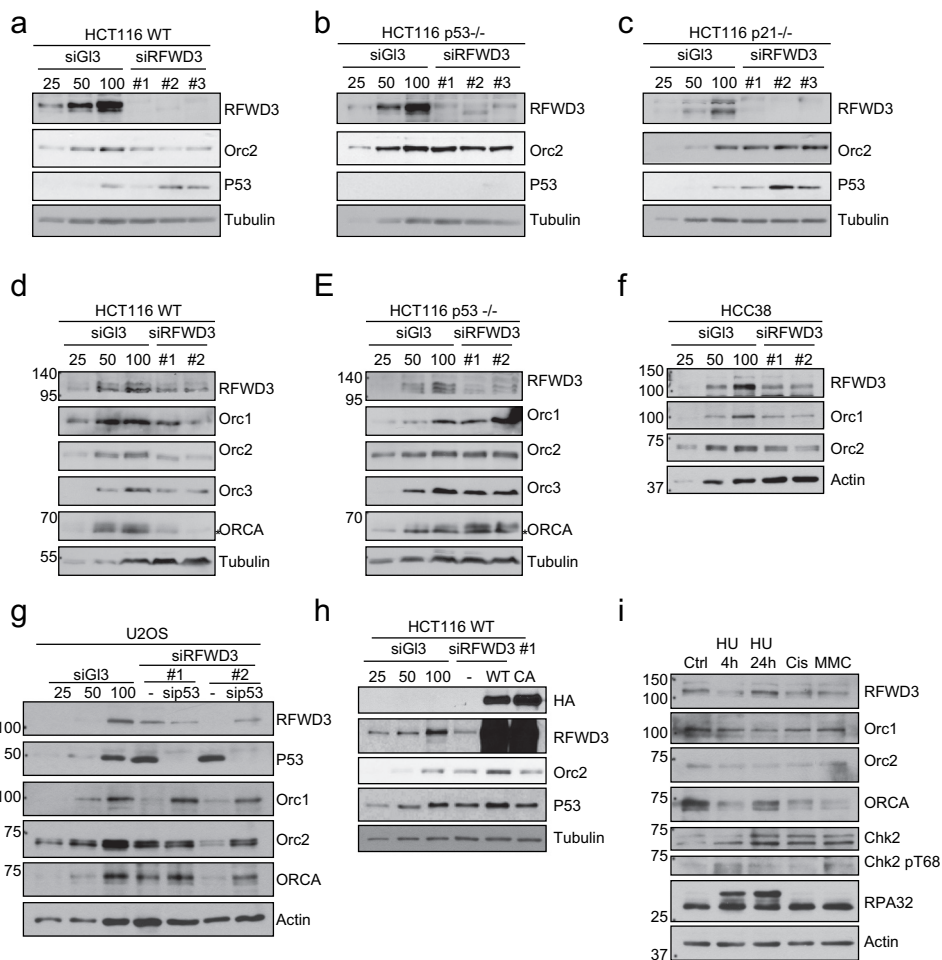 a
HCT116 WT
siGl3 siRFWD3
25 50 100 #1 #2 #3
RFWD3
Orc2
P53
Tubulin
b
HCT116 p53-/-
siGl3 siRFWD3
25 50 100 #1 #2 #3
RFWD3
Orc2
P53
Tubulin
c
HCT116 p21-/-
siGl3 siRFWD3
25 50 100 #1 #2 #3
RFWD3
Orc2
P53
Tubulin
d
HCT116 WT
siGl3 siRFWD3
25 50 100 #1 #2
140
RFWD3
95
Orc1
Orc2
Orc3
70
*ORCA
55 Tubulin
E
HCT116 p53 -/-
siGl3 siRFWD3
25 50 100 #1 #2
140
RFWD3
95
Orc1
Orc2
Orc3
70
*ORCA
Tubulin
f
HCC38
siGl3 siRFWD3
25 50 100 #1 #2
150
100 RFWD3
100 Orc1
75
Orc2
Actin
37
g
U2OS
siRFWD3
siGl3 #1 #2
25 50 100 - sip53 - sip53
RFWD3
100
50 P53
100 Orc1
75
Orc2
75
ORCA
Actin
h
HCT116 WT
siGl3 siRFWD3 #1
25 50 100 - WT CA
HA
RFWD3
Orc2
P53
Tubulin
i
HU HU
Ctrl 4h 24h Cis MMC
150
100 RFWD3
100 Orc1
75 Orc2
75 ORCA
75 Chk2
75 Chk2 pT68
RPA32
25
Actin
37